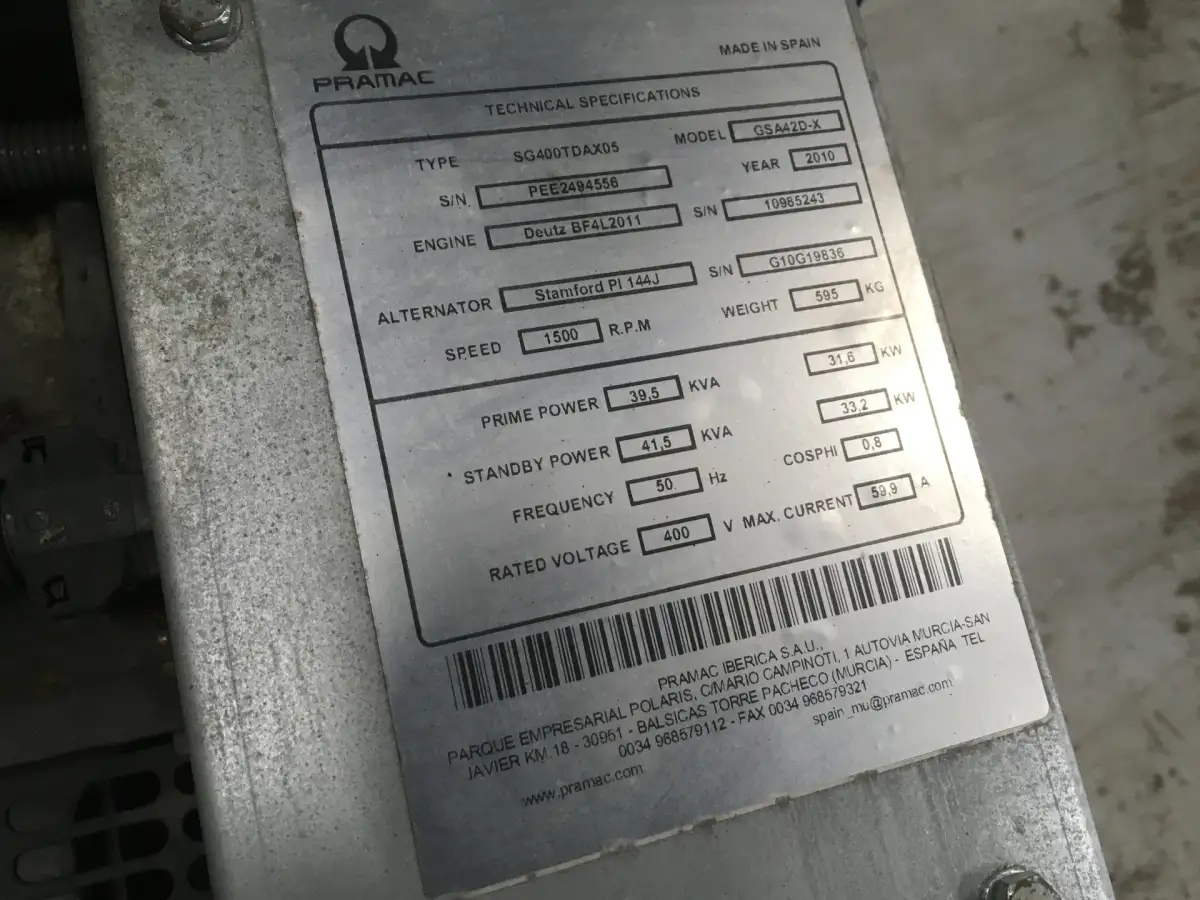 PRAMAC
MADE IN SPAIN
TECHNICAL SPECIFICATIONS
TYPE SG400TDAX05 MODEL GSA42D-X
S/N. PEE2494556 YEAR 2010
ENGINE Deutz BF4L2011 S/N 10985243
ALTERNATOR Stamford PI 144J S/N G10G19836
SPEED 1500 R.P.M WEIGHT 595 KG
PRIME POWER 39,5 KVA 31,6 KW
STANDBY POWER 41,5 KVA 33,2 KW
FREQUENCY 50 Hz COSPHI 0,8
RATED VOLTAGE 400 V MAX. CURRENT 59,9 A
PRAMAC IBERICA S.A.U.,
PARQUE EMPRESARIAL POLARIS, C/MARIO CAMPINOTI, 1 AUTOVIA MURCIA-SAN
JAVIER KM.18 - 30951 - BALSICAS TORRE PACHECO (MURCIA) - ESPAÑA TEL
0034 968579112 - FAX 0034 968579321
www.pramac.com spain_mu@pramac.com